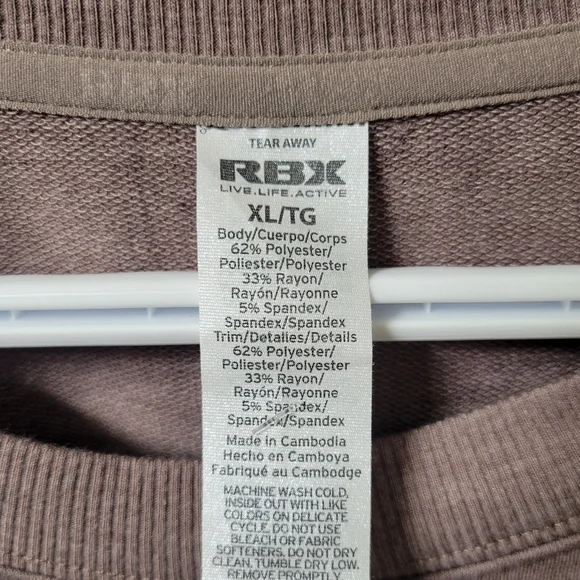 RBX
TEAR AWAY
RBX
LIVE.LIFE.ACTIVE
XL/TG
Body/Cuerpo/Corps
62% Polyester/
Poliester/Polyester
33% Rayon/
Rayón/Rayonne
5% Spandex/
Spandex/Spandex
Trim/Detalles/Details
62% Polyester/
Poliester/Polyester
33% Rayon/
Rayón/Rayonne
5% Spandex/
Spandex/Spandex
Made in Cambodia
Hecho en Camboya
Fabriqué au Cambodge
MACHINE WASH COLD,
INSIDE OUT WITH LIKE
COLORS ON DELICATE
CYCLE. DO NOT USE
BLEACH OR FABRIC
SOFTENERS. DO NOT DRY
CLEAN. TUMBLE DRY LOW.
REMOVE PROMPTLY